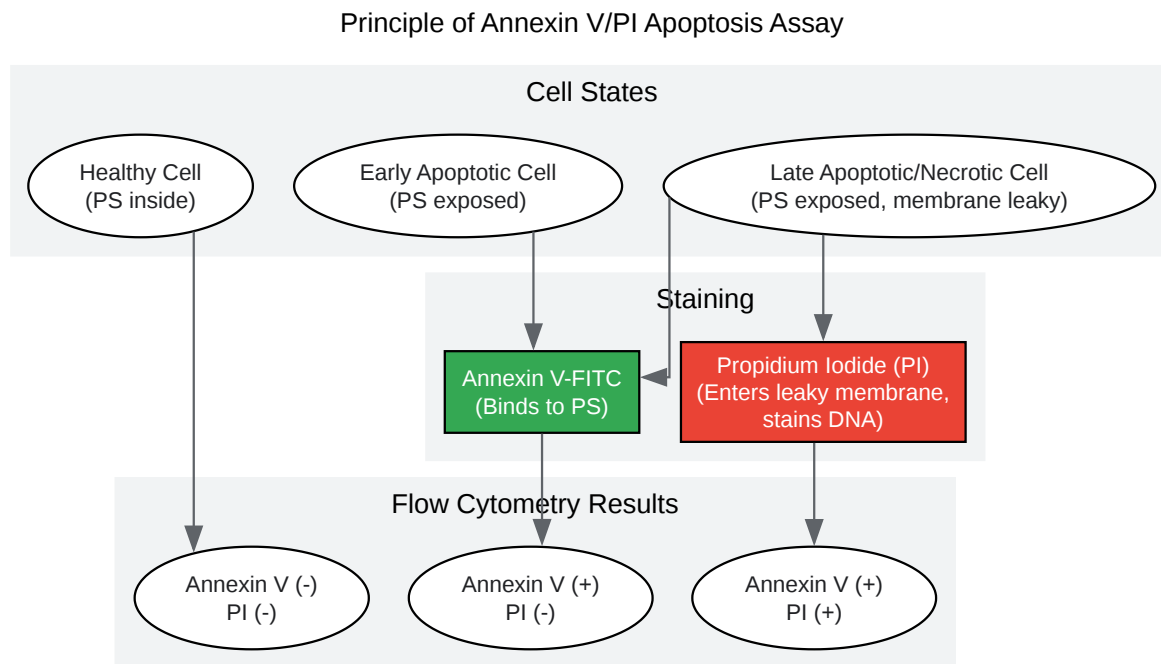 Principle of Annexin V/PI Apoptosis Assay
Cell States
Healthy Cell
(PS inside)
Early Apoptotic Cell
(PS exposed)
Late Apoptotic/Necrotic Cell
(PS exposed, membrane leaky)
Staining
Annexin V-FITC
(Binds to PS)
Propidium Iodide (PI)
(Enters leaky membrane,
stains DNA)
Flow Cytometry Results
Annexin V (-)
PI (-)
Annexin V (+)
PI (-)
Annexin V (+)
PI (+)